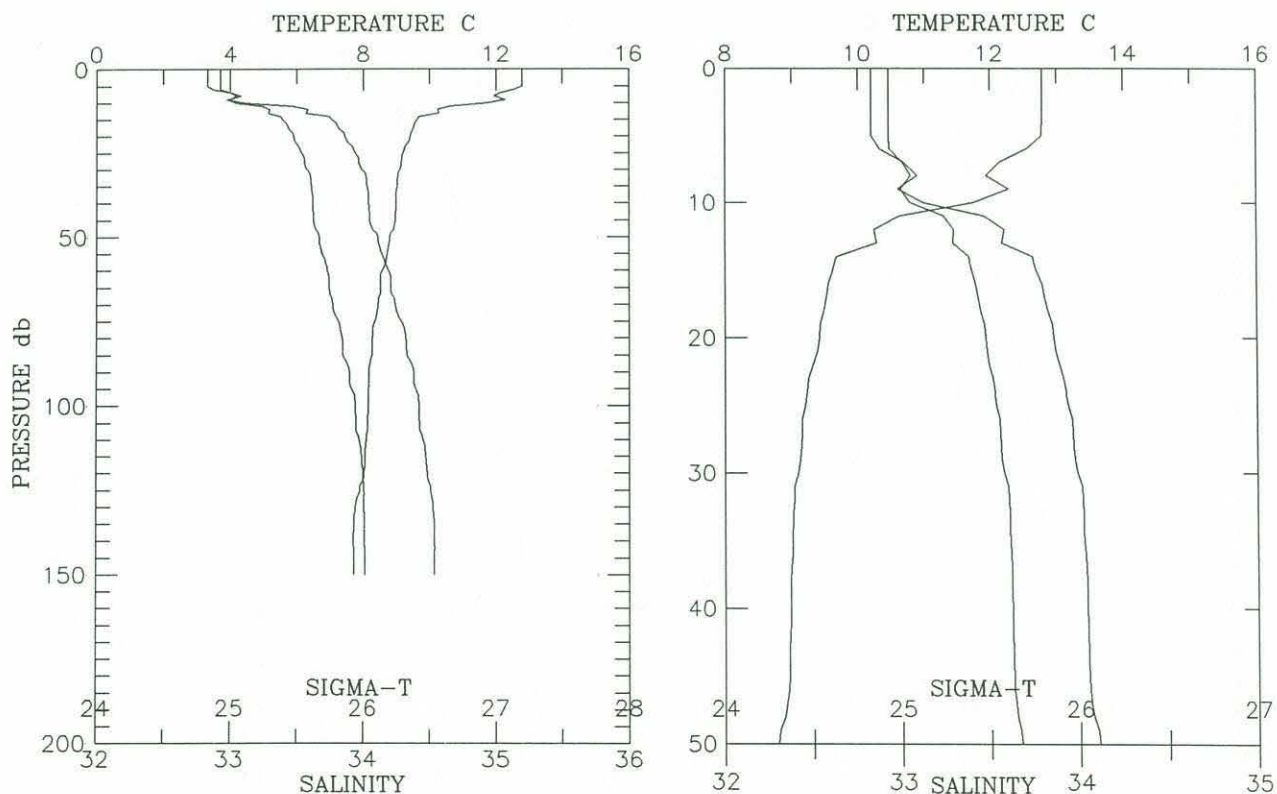 TEMPERATURE C
0 4 8 12 16
0
50
100
150
200
PRESSURE db
SIGMA-T
24 25 26 27 28
32 33 34 35 36
SALINITY
TEMPERATURE C
8 10 12 14 16
0
10
20
30
40
50
SIGMA-T
24 25 26 27
32 33 34 35
SALINITY